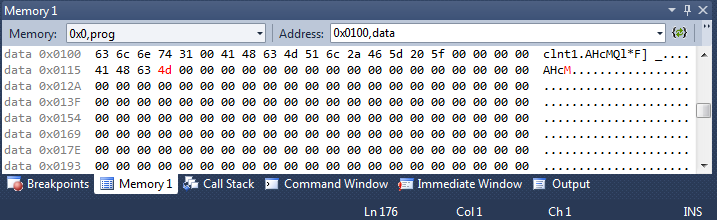 Memory 1
Memory: 0x0,prog Address: 0x0100,data
data 0x0100 63 6c 6e 74 31 00 41 48 63 4d 51 6c 2a 46 5d 20 5f 00 00 00 00 clnt1.AHcMQl*F] _....
data 0x0115 41 48 63 4d 00 00 00 00 00 00 00 00 00 00 00 00 00 00 00 00 00 AHcM.................
data 0x012A 00 00 00 00 00 00 00 00 00 00 00 00 00 00 00 00 00 00 00 00 00 .....................
data 0x013F 00 00 00 00 00 00 00 00 00 00 00 00 00 00 00 00 00 00 00 00 00 .....................
data 0x0154 00 00 00 00 00 00 00 00 00 00 00 00 00 00 00 00 00 00 00 00 00 .....................
data 0x0169 00 00 00 00 00 00 00 00 00 00 00 00 00 00 00 00 00 00 00 00 00 .....................
data 0x017E 00 00 00 00 00 00 00 00 00 00 00 00 00 00 00 00 00 00 00 00 00 .....................
data 0x0193 00 00 00 00 00 00 00 00 00 00 00 00 00 00 00 00 00 00 00 00 00 .....................
Breakpoints Memory 1 Call Stack Command Window Immediate Window Output
Ln 176 Col 1 Ch 1 INS